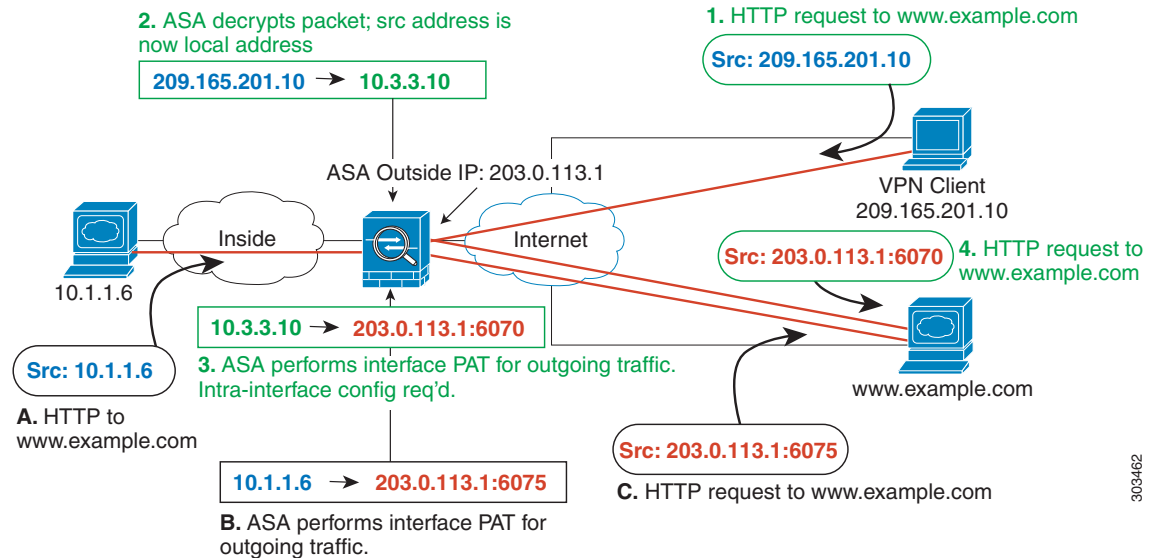 2. ASA decrypts packet; src address is
now local address
209.165.201.10 → 10.3.3.10
1. HTTP request to www.example.com
Src: 209.165.201.10
ASA Outside IP: 203.0.113.1
VPN Client
209.165.201.10
Inside
Internet
10.1.1.6
Src: 203.0.113.1:6070
4. HTTP request to
www.example.com
10.3.3.10 → 203.0.113.1:6070
3. ASA performs interface PAT for outgoing traffic.
Intra-interface config req’d.
Src: 10.1.1.6
A. HTTP to
www.example.com
www.example.com
Src: 203.0.113.1:6075
C. HTTP request to www.example.com
10.1.1.6 → 203.0.113.1:6075
B. ASA performs interface PAT for
outgoing traffic.
303462